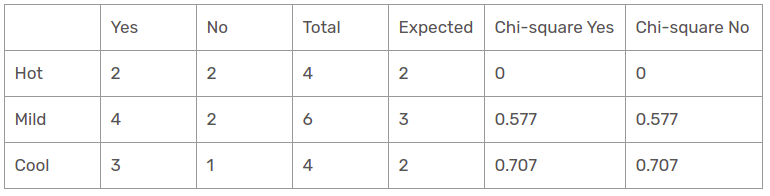 Yes No Total Expected Chi-square Yes Chi-square No
Hot 2 2 4 2 0 0
Mild 4 2 6 3 0.577 0.577
Cool 3 1 4 2 0.707 0.707